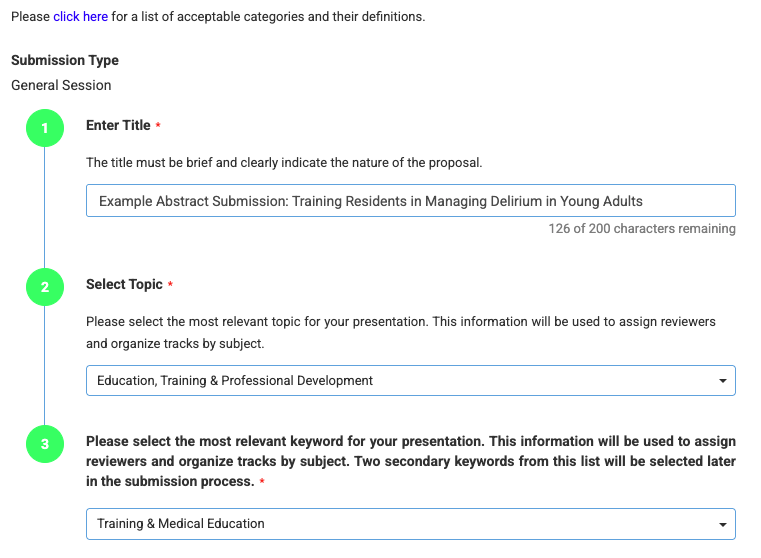 Please click here for a list of acceptable categories and their definitions.
Submission Type
General Session
1
Enter Title *
The title must be brief and clearly indicate the nature of the proposal.
Example Abstract Submission: Training Residents in Managing Delirium in Young Adults
126 of 200 characters remaining
2
Select Topic *
Please select the most relevant topic for your presentation. This information will be used to assign reviewers
and organize tracks by subject.
Education, Training & Professional Development
3
Please select the most relevant keyword for your presentation. This information will be used to assign
reviewers and organize tracks by subject. Two secondary keywords from this list will be selected later
in the submission process. *
Training & Medical Education